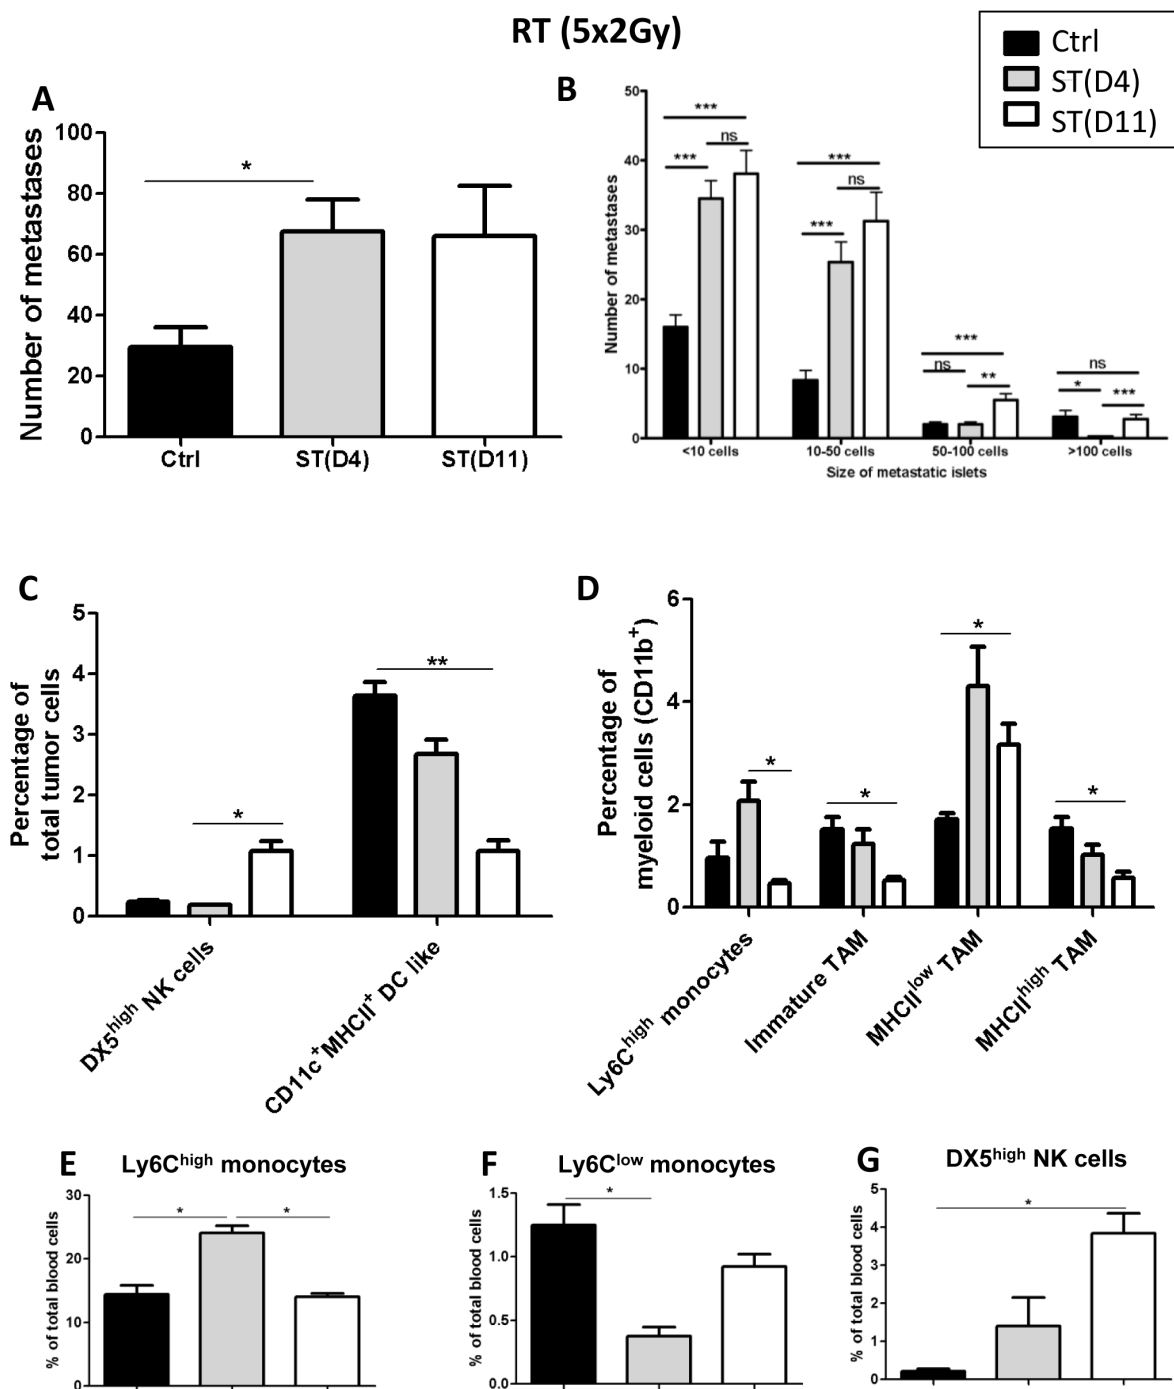 RT (5x2Gy)
Ctrl
ST(D4)
ST(D11)
A
Number of metastases
100
80
60
40
20
0
*
Ctrl
ST(D4)
ST(D11)
B
Number of metastases
50
40
30
20
10
0
***
ns
***
***
ns
***
***
ns
**
ns
*
***
<10 cells
10-50 cells
50-100 cells
>100 cells
Size of metastatic islets
C
Percentage of
total tumor cells
5
4
3
2
1
0
*
**
DX5high NK cells
CD11c+MHCII+ DC like
D
Percentage of
myeloid cells (CD11b+)
6
4
2
0
*
*
*
*
Ly6Chigh monocytes
Immature TAM
MHCIIlow TAM
MHCIIhigh TAM
E
Ly6Chigh monocytes
% of total blood cells
30
20
10
0
*
*
F
Ly6Clow monocytes
% of total blood cells
1.5
1.0
0.5
0.0
*
G
DX5high NK cells
% of total blood cells
5
4
3
2
1
0
*